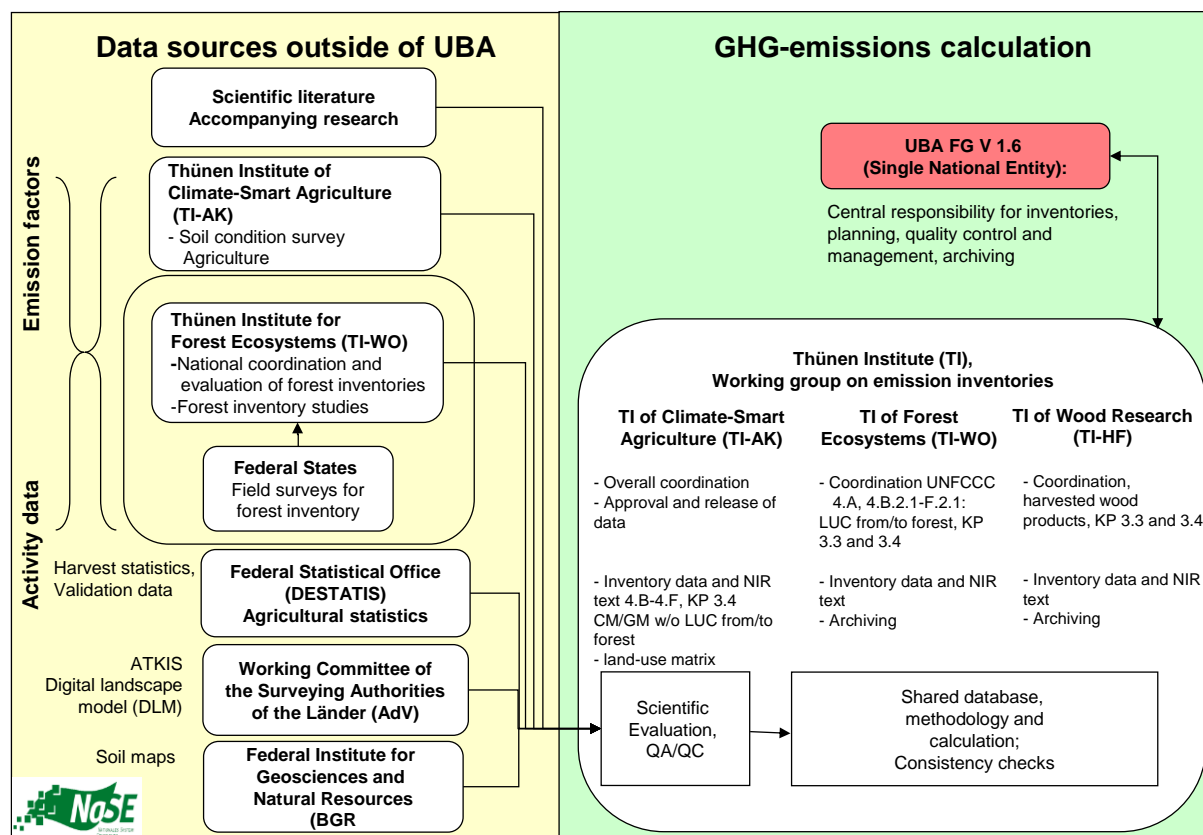 Data sources outside of UBA
Emission factors
Activity data
Scientific literature
Accompanying research
Thünen Institute of
Climate-Smart Agriculture
(TI-AK)
- Soil condition survey
Agriculture
Thünen Institute for
Forest Ecosystems (TI-WO)
-National coordination and
evaluation of forest inventories
-Forest inventory studies
Federal States
Field surveys for
forest inventory
Harvest statistics,
Validation data
Federal Statistical Office
(DESTATIS)
Agricultural statistics
ATKIS
Digital landscape
model (DLM)
Working Committee of
the Surveying Authorities
of the Länder (AdV)
Soil maps
Federal Institute for
Geosciences and
Natural Resources
(BGR
NaSE
GHG-emissions calculation
UBA FG V 1.6
(Single National Entity):
Central responsibility for inventories,
planning, quality control and
management, archiving
Thünen Institute (TI),
Working group on emission inventories
TI of Climate-Smart
Agriculture (TI-AK)
- Overall coordination
- Approval and release of
data
- Inventory data and NIR
text 4.B-4.F, KP 3.4
CM/GM w/o LUC from/to
forest
- land-use matrix
TI of Forest
Ecosystems (TI-WO)
- Coordination UNFCCC
4.A, 4.B.2.1-F.2.1:
LUC from/to forest, KP
3.3 and 3.4
- Inventory data and NIR
text
- Archiving
TI of Wood Research
(TI-HF)
- Coordination,
harvested wood
products, KP 3.3 and 3.4
- Inventory data and NIR
text
- Archiving
Scientific
Evaluation,
QA/QC
Shared database,
methodology and
calculation;
Consistency checks